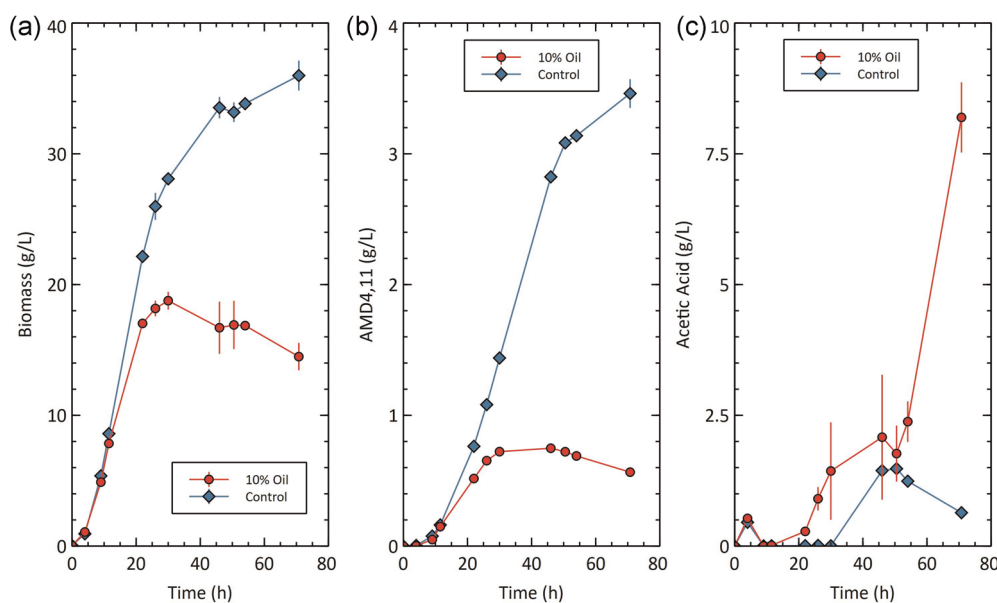 (a)
40
30
20
10
0
Biomass (g/L)
10% Oil
Control
0
20
40
60
80
Time (h)
(b)
4
3
2
1
0
AMD4,11 (g/L)
10% Oil
Control
0
20
40
60
80
Time (h)
(c)
10
7.5
5
2.5
0
Acetic Acid (g/L)
10% Oil
Control
0
20
40
60
80
Time (h)